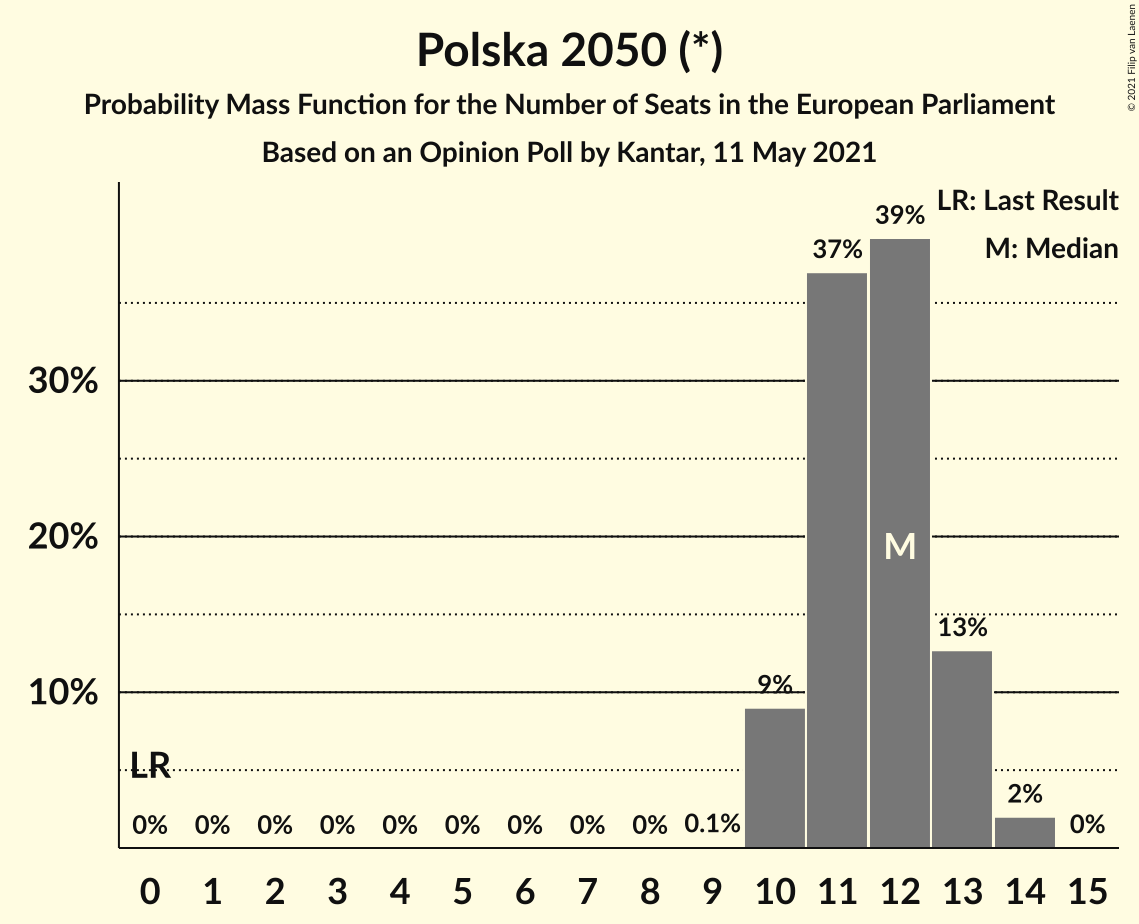 Polska 2050 (*)
Probability Mass Function for the Number of Seats in the European Parliament
Based on an Opinion Poll by Kantar, 11 May 2021
© 2021 Filip van Laenen
LR: Last Result
M: Median
39%
37%
30%
20%
M
13%
10%
9%
LR
2%
0% 0% 0% 0% 0% 0% 0% 0% 0% 0.1% 0%
0 1 2 3 4 5 6 7 8 9 10 11 12 13 14 15